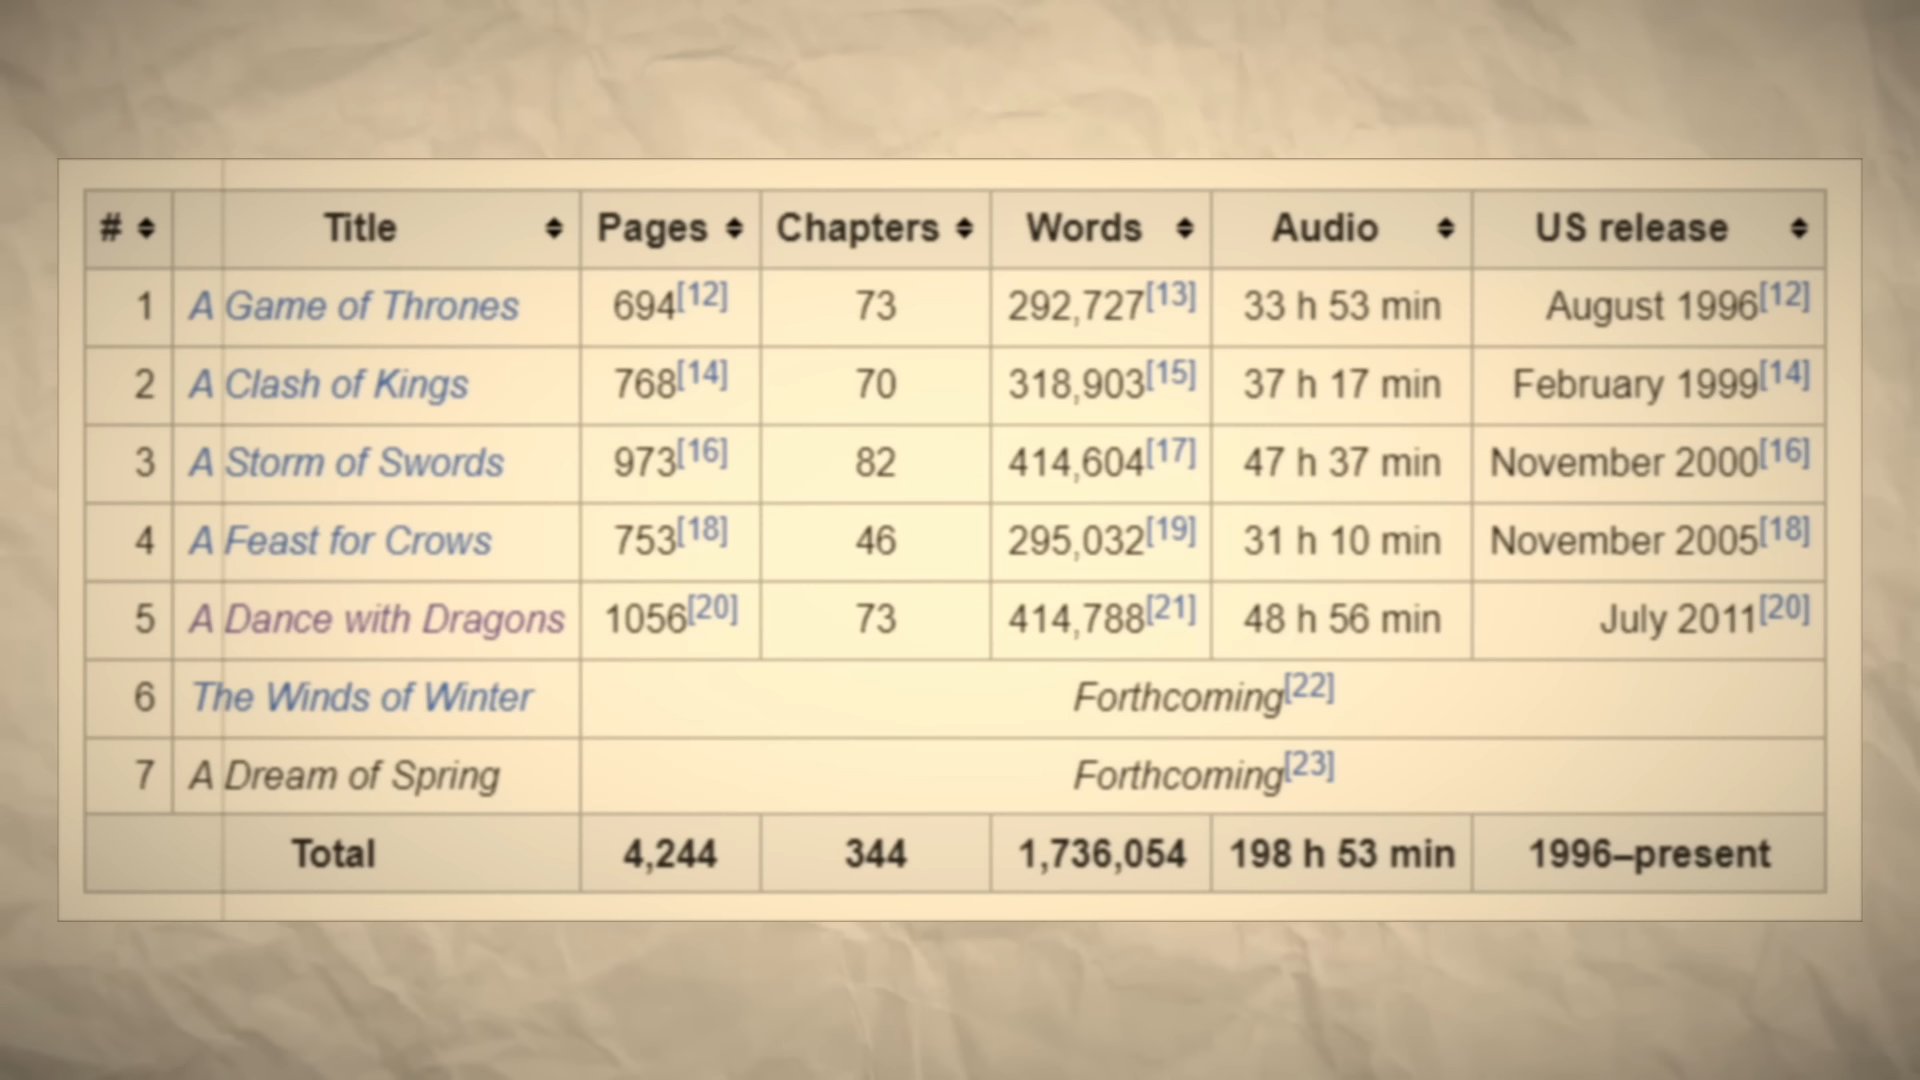 # Title Pages Chapters Words Audio US release
1 A Game of Thrones 694[12] 73 292,727[13] 33 h 53 min August 1996[12]
2 A Clash of Kings 768[14] 70 318,903[15] 37 h 17 min February 1999[14]
3 A Storm of Swords 973[16] 82 414,604[17] 47 h 37 min November 2000[16]
4 A Feast for Crows 753[18] 46 295,032[19] 31 h 10 min November 2005[18]
5 A Dance with Dragons 1056[20] 73 414,788[21] 48 h 56 min July 2011[20]
6 The Winds of Winter Forthcoming[22]
7 A Dream of Spring Forthcoming[23]
Total 4,244 344 1,736,054 198 h 53 min 1996–present